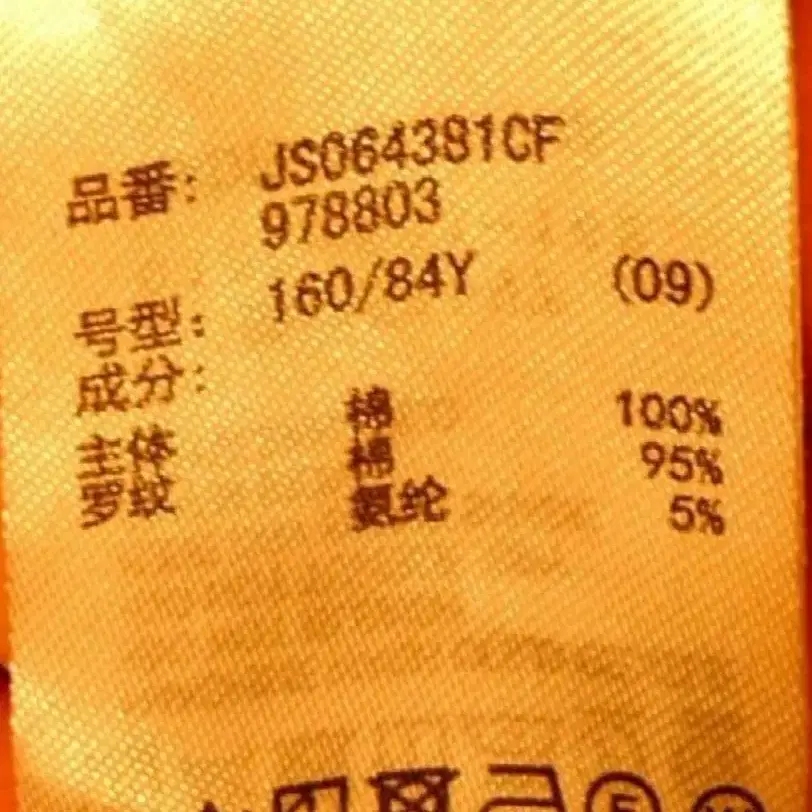 品番: JS064381CF
978803
号型: 160/84Y (09)
成分:
主体 棉 100%
罗纹 棉 95%
氨纶 5%